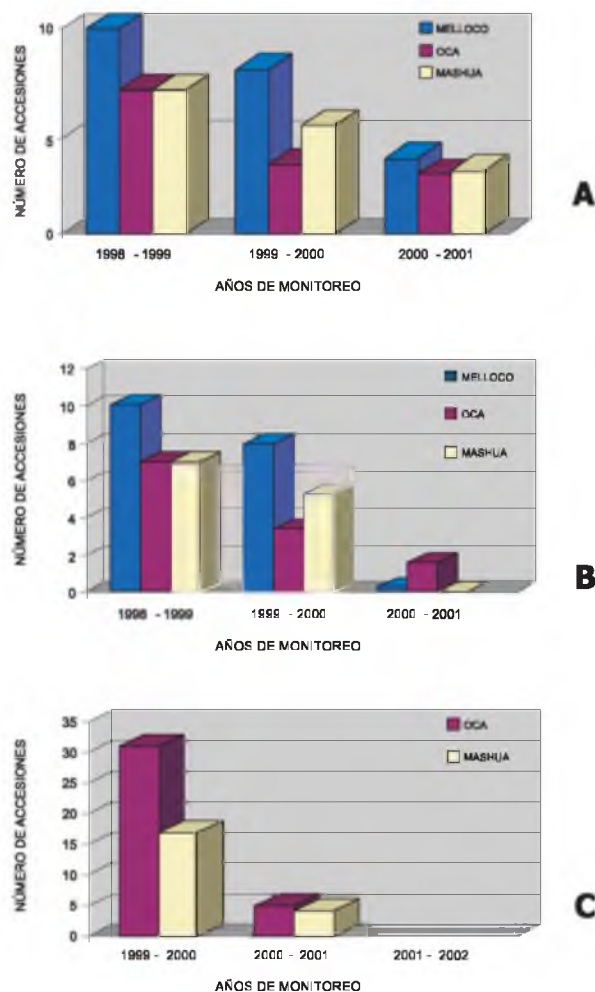 NÚMERO DE ACCESIONES
10
5
0
MELLOCO
OCA
MASHUA
1998 - 1999
1999 - 2000
2000 - 2001
AÑOS DE MONITOREO
A
NÚMERO DE ACCESIONES
12
10
8
6
4
2
0
MELLOCO
OCA
MASHUA
1998 - 1999
1999 - 2000
2000 - 2001
AÑOS DE MONITOREO
B
NÚMERO DE ACCESIONES
35
30
25
20
15
10
5
0
OCA
MASHUA
1999 - 2000
2000 - 2001
2001 - 2002
AÑOS DE MONITOREO
C